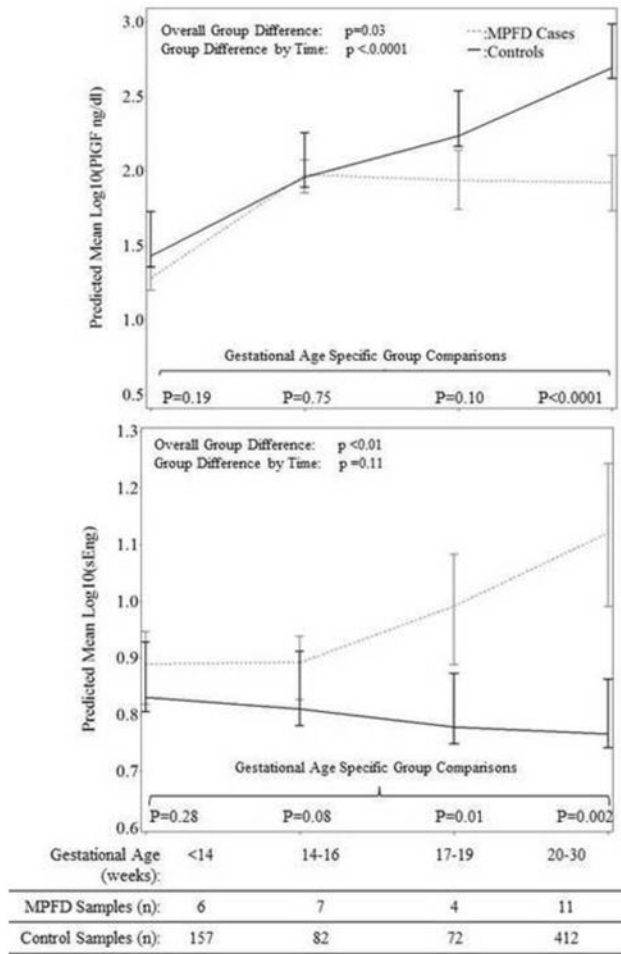 3.0
Overall Group Difference: p=0.03
Group Difference by Time: p <.0001
:MPFD Cases
:Controls
2.5
2.0
1.5
1.0
0.5
Predicted Mean Log10(PlGF ng/dl)
Gestational Age Specific Group Comparisons
P=0.19 P=0.75 P=0.10 P<0.0001
1.3
Overall Group Difference: p <0.01
Group Difference by Time: p =0.11
1.2
1.1
1.0
0.9
0.8
0.7
0.6
Predicted Mean Log10(sEng)
Gestational Age Specific Group Comparisons
P=0.28 P=0.08 P=0.01 P=0.002
Gestational Age <14 14-16 17-19 20-30
(weeks):
MPFD Samples (n): 6 7 4 11
Control Samples (n): 157 82 72 412